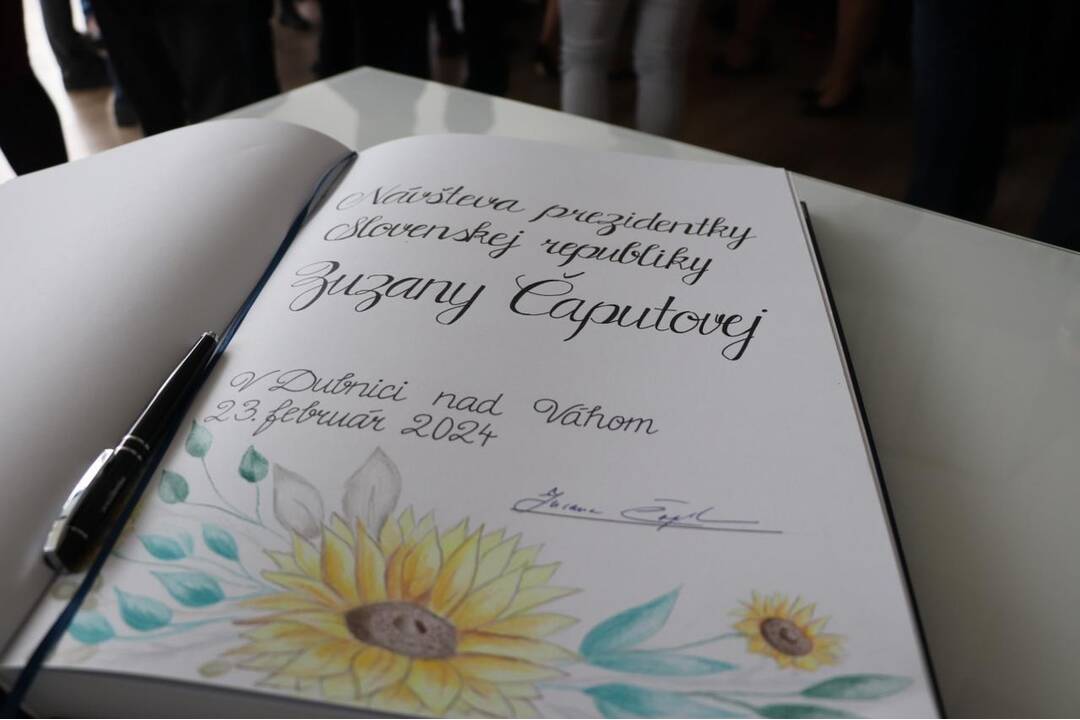 Návšteva prezidentky
Slovenskej republiky
Zuzany Čaputovej
V Dubnici nad Váhom
23. február 2024